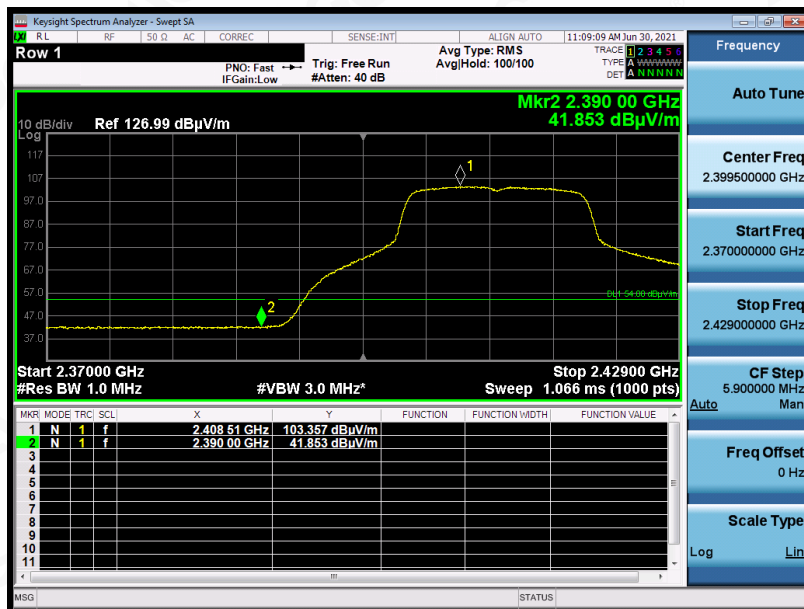 Keysight Spectrum Analyzer - Swept SA
LXI RL RF 50 Ω AC CORREC SENSE:INT ALIGN AUTO 11:09:09 AM Jun 30, 2021
Row 1
PNO: Fast
IFGain:Low
Trig: Free Run
#Atten: 40 dB
Avg Type: RMS
Avg|Hold: 100/100
TRACE 1 2 3 4 5 6
TYPE A WWWWW
DET A N N N N N
Mkr2 2.390 00 GHz
41.853 dBµV/m
10 dB/div Ref 126.99 dBµV/m
Log
117
107
97.0
87.0
77.0
67.0
57.0
47.0
37.0
1
2
DL1 54.00 dBµV/m
Start 2.37000 GHz Stop 2.42900 GHz
#Res BW 1.0 MHz #VBW 3.0 MHz* Sweep 1.066 ms (1000 pts)
MKR MODE TRC SCL X Y FUNCTION FUNCTION WIDTH FUNCTION VALUE
1 N 1 f 2.408 51 GHz 103.357 dBµV/m
2 N 1 f 2.390 00 GHz 41.853 dBµV/m
3
4
5
6
7
8
9
10
11
MSG STATUS
Frequency
Auto Tune
Center Freq
2.399500000 GHz
Start Freq
2.370000000 GHz
Stop Freq
2.429000000 GHz
CF Step
5.900000 MHz
Auto Man
Freq Offset
0 Hz
Scale Type
Log Lin